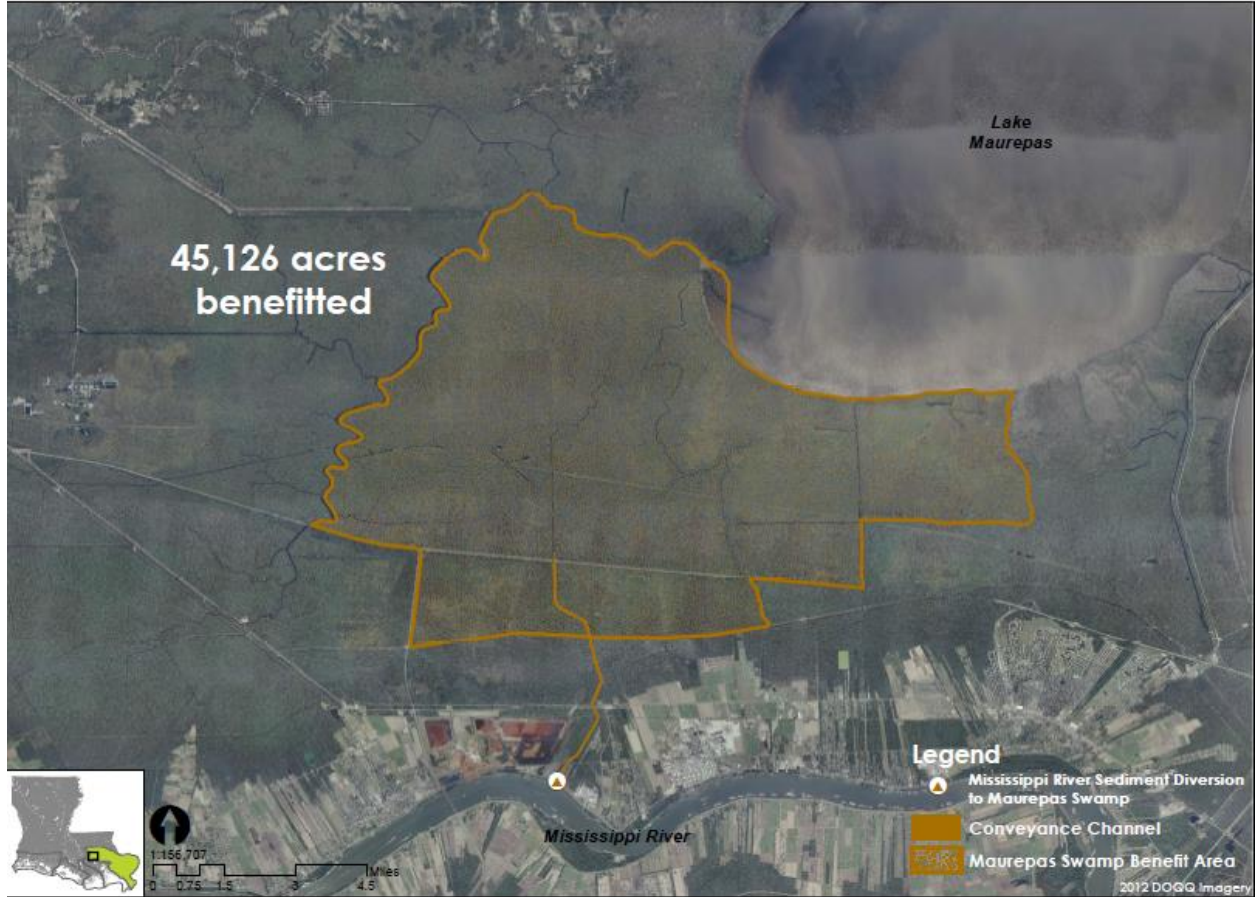 Lake
Maurepas
45,126 acres
benefitted
Legend
Mississippi River Sediment Diversion
to Maurepas Swamp
Conveyance Channel
Maurepas Swamp Benefit Area
Mississippi River
1:156,707
Miles
0 0.75 1.5 3 4.5
2012 DOQQ Imagery